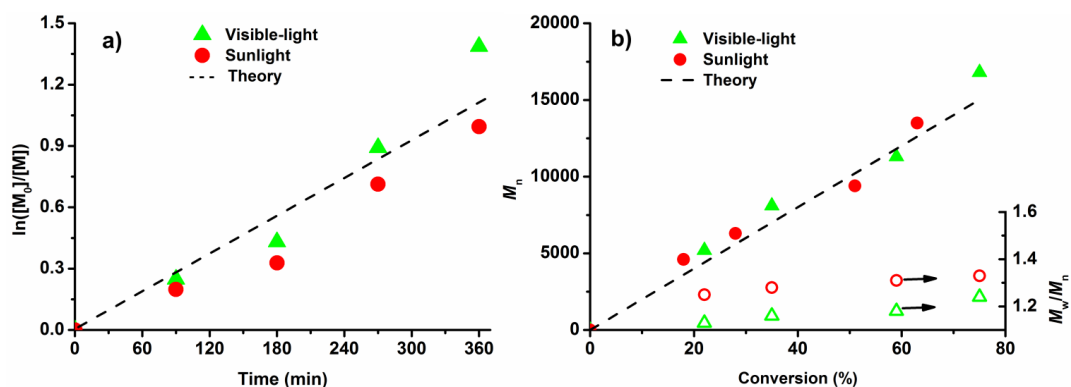 a)
Visible-light
Sunlight
Theory
ln([M₀]/[M])
1.5
1.2
0.9
0.6
0.3
0.0
0 60 120 180 240 300 360
Time (min)
b)
Visible-light
Sunlight
Theory
Mₙ
20000
15000
10000
5000
0
0 20 40 60 80
Conversion (%)
1.6
1.4
1.2
M_w/Mₙ